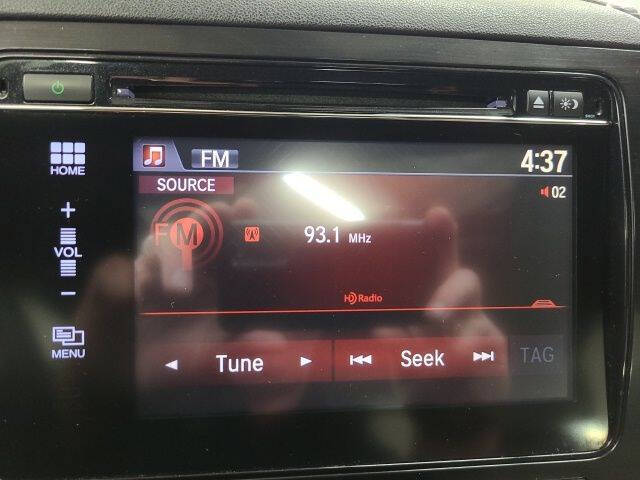 FM 4:37
HOME
SOURCE 02
+
FM 93.1 MHz
VOL
−
HD Radio
MENU
Tune Seek TAG